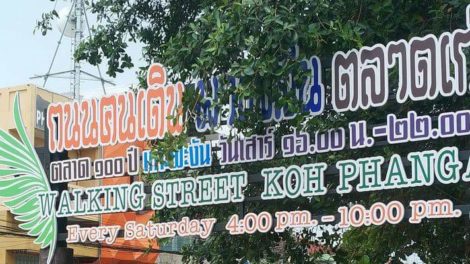 ถนนคนเดิน ตลาด
ตลาด ๑๐๐ ปี วันเสาร์ ๑๖.๐๐ น.-๒๒.๐๐
WALKING STREET KOH PHANGA
Every Saturday 4:00 pm. - 10:00 pm.